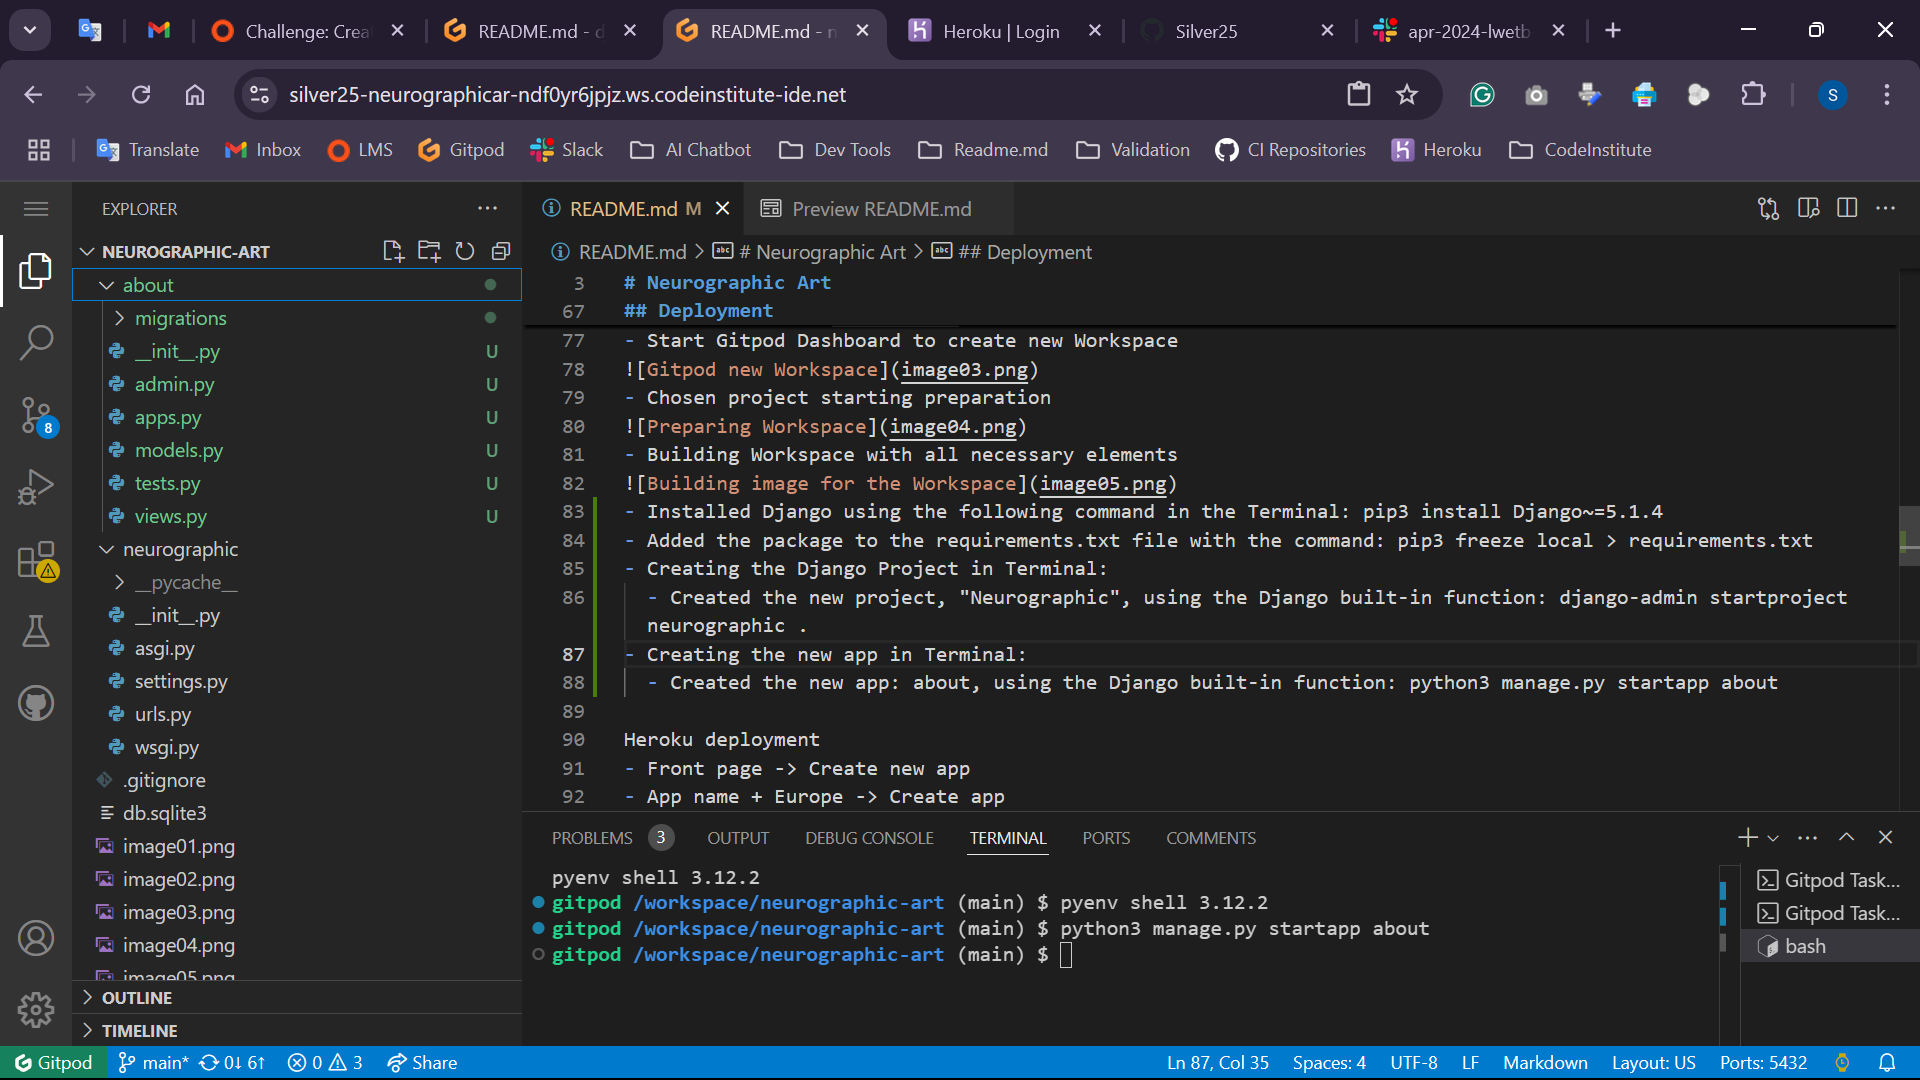 Challenge: Crea
README.md - d
README.md - n
Heroku | Login
Silver25
apr-2024-lwetb
silver25-neurographicar-ndf0yr6jpjz.ws.codeinstitute-ide.net
S
Translate
Inbox
LMS
Gitpod
Slack
AI Chatbot
Dev Tools
Readme.md
Validation
CI Repositories
Heroku
CodeInstitute
EXPLORER
NEUROGRAPHIC-ART
about
migrations
__init__.py U
admin.py U
apps.py U
models.py U
tests.py U
views.py U
neurographic
__pycache__
__init__.py
asgi.py
settings.py
urls.py
wsgi.py
.gitignore
db.sqlite3
image01.png
image02.png
image03.png
image04.png
image05.png
OUTLINE
TIMELINE
8
README.md M
Preview README.md
README.md > # Neurographic Art > ## Deployment
3 # Neurographic Art
67 ## Deployment
77 - Start Gitpod Dashboard to create new Workspace
78 ![Gitpod new Workspace](image03.png)
79 - Chosen project starting preparation
80 ![Preparing Workspace](image04.png)
81 - Building Workspace with all necessary elements
82 ![Building image for the Workspace](image05.png)
83 - Installed Django using the following command in the Terminal: pip3 install Django~=5.1.4
84 - Added the package to the requirements.txt file with the command: pip3 freeze local > requirements.txt
85 - Creating the Django Project in Terminal:
86 - Created the new project, "Neurographic", using the Django built-in function: django-admin startproject
neurographic .
87 - Creating the new app in Terminal:
88 - Created the new app: about, using the Django built-in function: python3 manage.py startapp about
89
90 Heroku deployment
91 - Front page -> Create new app
92 - App name + Europe -> Create app
PROBLEMS 3
OUTPUT
DEBUG CONSOLE
TERMINAL
PORTS
COMMENTS
pyenv shell 3.12.2
gitpod /workspace/neurographic-art (main) $ pyenv shell 3.12.2
gitpod /workspace/neurographic-art (main) $ python3 manage.py startapp about
gitpod /workspace/neurographic-art (main) $
Gitpod Task...
Gitpod Task...
bash
Gitpod
main*
0↓ 6↑
0
3
Share
Ln 87, Col 35
Spaces: 4
UTF-8
LF
Markdown
Layout: US
Ports: 5432